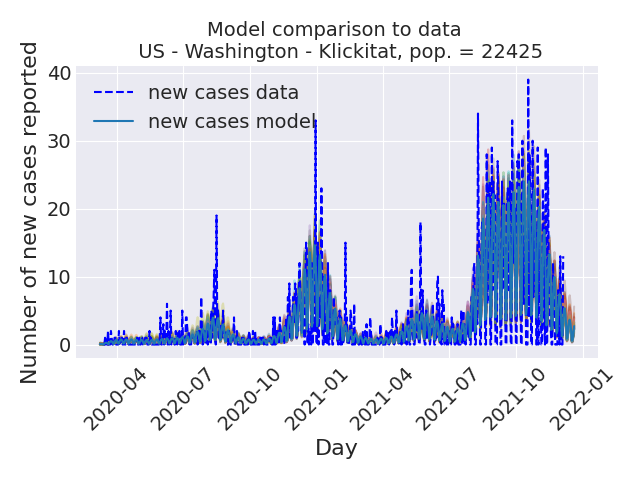 Model comparison to data
US - Washington - Klickitat, pop. = 22425
Number of new cases reported
40
30
20
10
0
new cases data
new cases model
2020-04
2020-07
2020-10
2021-01
2021-04
2021-07
2021-10
2022-01
Day